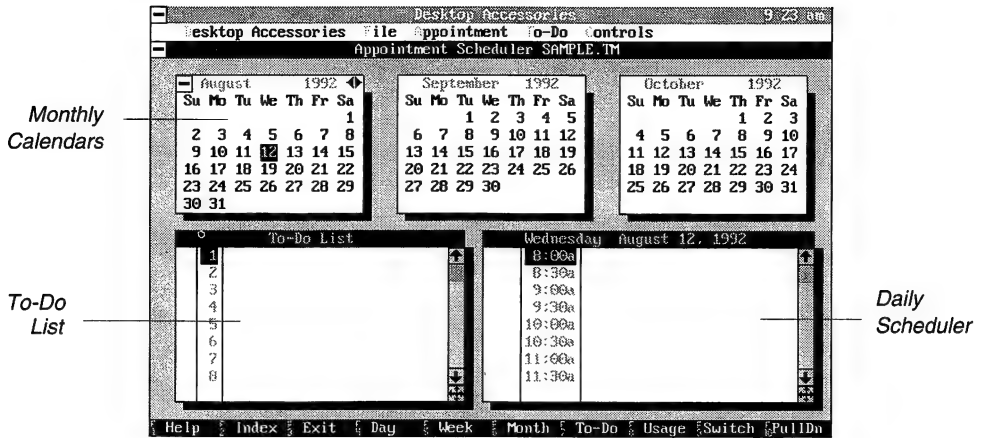 Desktop Accessories 9 23 am
Desktop Accessories File Appointment To-Do Controls
Appointment Scheduler SAMPLE.TM
August 1992
Su Mo Tu We Th Fr Sa
1
2 3 4 5 6 7 8
9 10 11 12 13 14 15
16 17 18 19 20 21 22
23 24 25 26 27 28 29
30 31
September 1992
Su Mo Tu We Th Fr Sa
1 2 3 4 5
6 7 8 9 10 11 12
13 14 15 16 17 18 19
20 21 22 23 24 25 26
27 28 29 30
October 1992
Su Mo Tu We Th Fr Sa
1 2 3
4 5 6 7 8 9 10
11 12 13 14 15 16 17
18 19 20 21 22 23 24
25 26 27 28 29 30 31
Monthly
Calendars
To-Do List
1
2
3
4
5
6
7
8
To-Do
List
Wednesday August 12, 1992
8:00a
8:30a
9:00a
9:30a
10:00a
10:30a
11:00a
11:30a
Daily
Scheduler
Help Index Exit Day Week Month To-Do Usage Switch PullDn